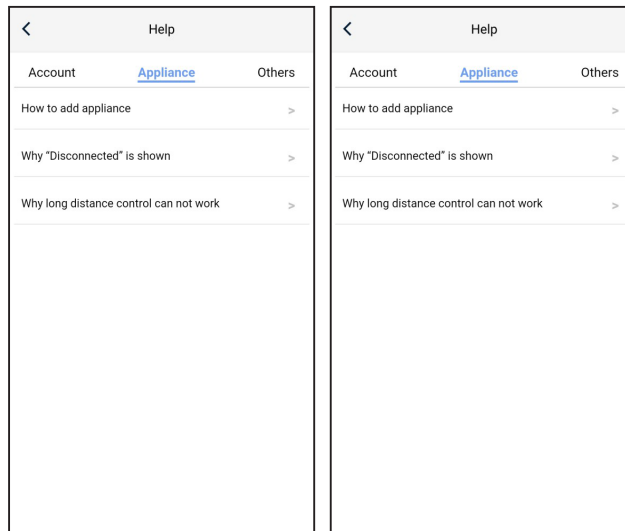 Help
Account Appliance Others
How to add appliance >
Why “Disconnected” is shown >
Why long distance control can not work >
Help
Account Appliance Others
How to add appliance >
Why “Disconnected” is shown >
Why long distance control can not work >